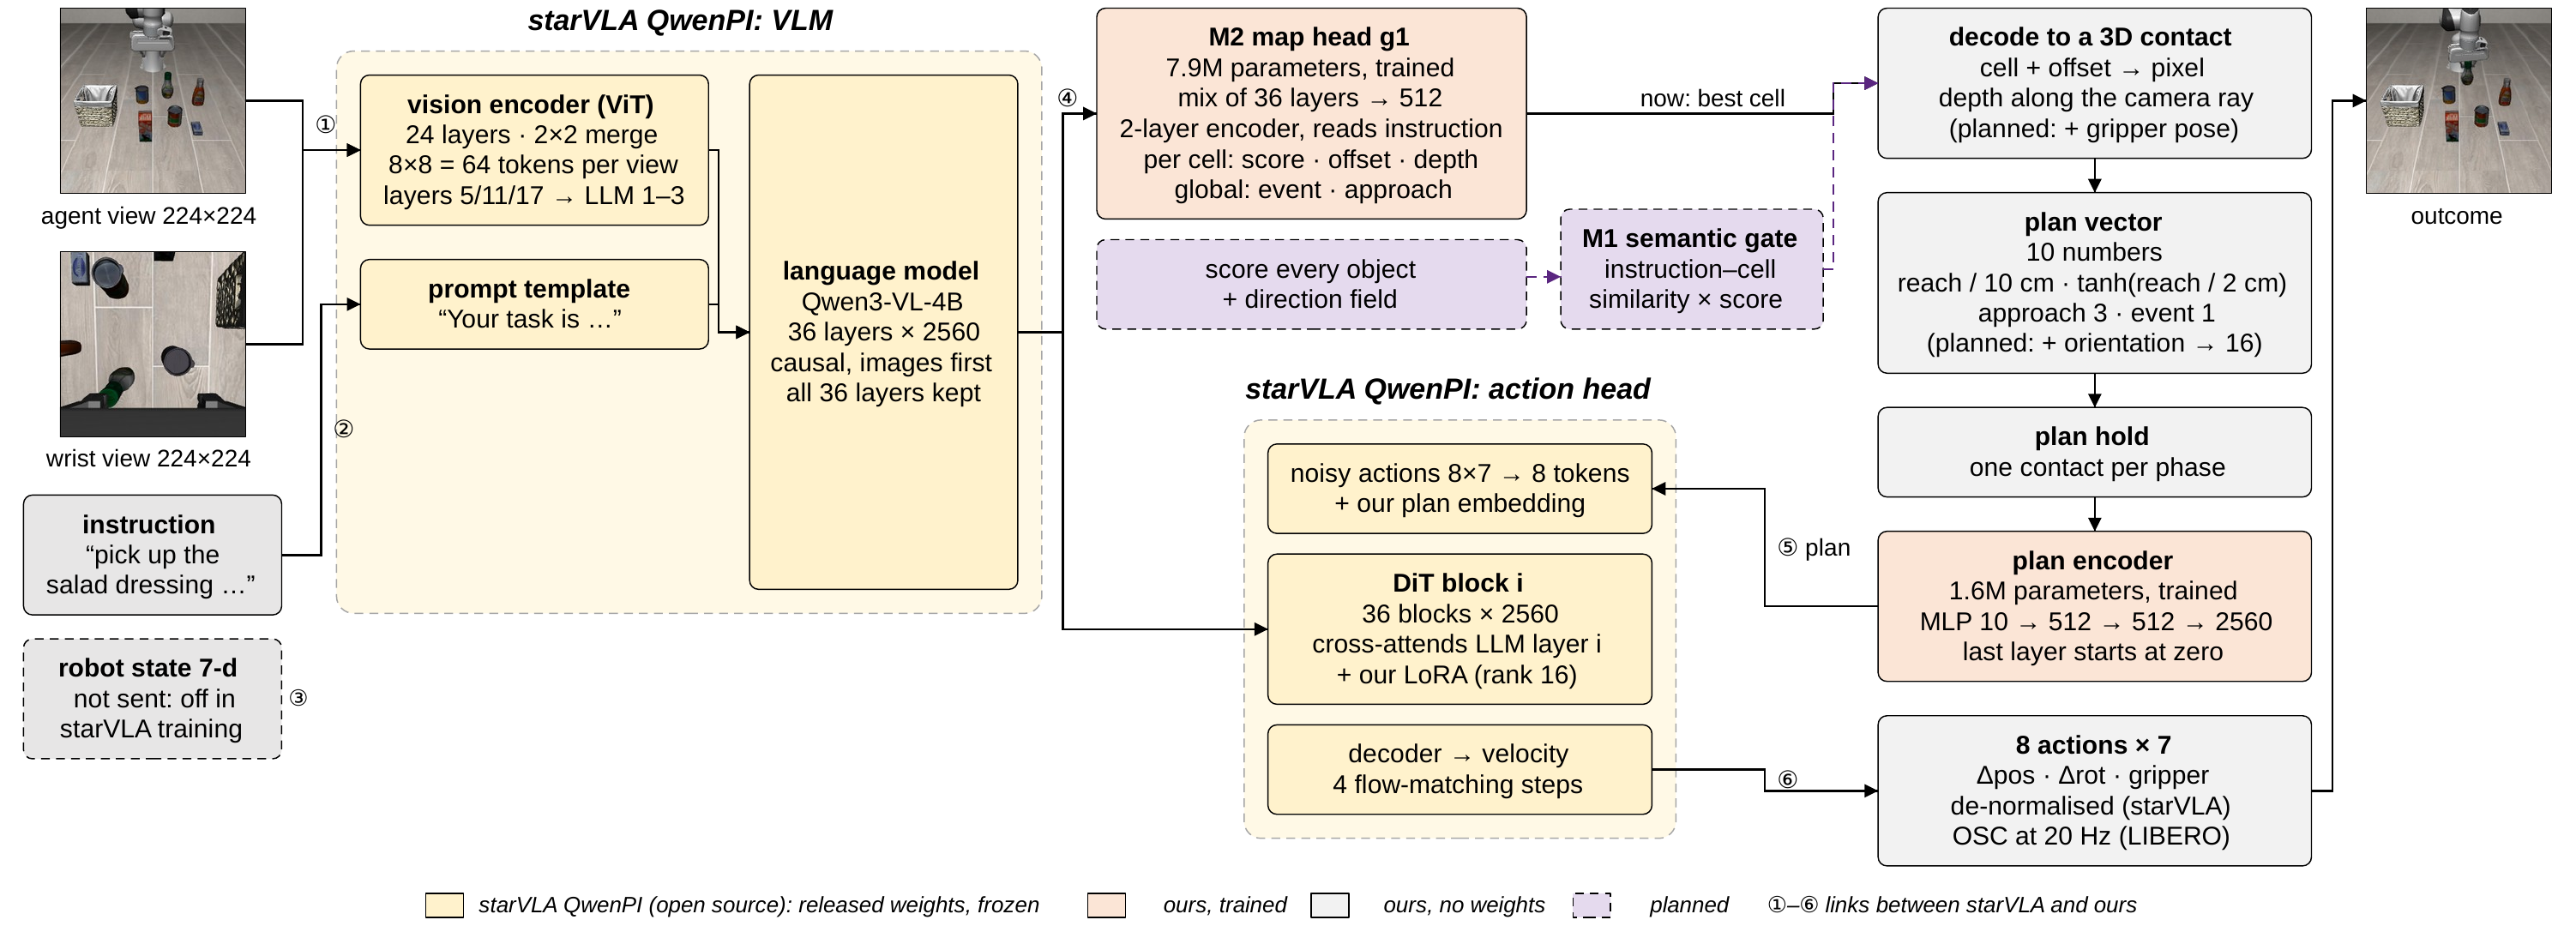 starVLA QwenPI: VLM
agent view 224×224
wrist view 224×224
instruction
“pick up the
salad dressing …”
robot state 7-d
not sent: off in
starVLA training
①
②
③
vision encoder (ViT)
24 layers · 2×2 merge
8×8 = 64 tokens per view
layers 5/11/17 → LLM 1–3
prompt template
“Your task is …”
language model
Qwen3-VL-4B
36 layers × 2560
causal, images first
all 36 layers kept
④
M2 map head g1
7.9M parameters, trained
mix of 36 layers → 512
2-layer encoder, reads instruction
per cell: score · offset · depth
global: event · approach
now: best cell
score every object
+ direction field
M1 semantic gate
instruction–cell
similarity × score
starVLA QwenPI: action head
noisy actions 8×7 → 8 tokens
+ our plan embedding
DiT block i
36 blocks × 2560
cross-attends LLM layer i
+ our LoRA (rank 16)
decoder → velocity
4 flow-matching steps
⑤ plan
⑥
decode to a 3D contact
cell + offset → pixel
depth along the camera ray
(planned: + gripper pose)
plan vector
10 numbers
reach / 10 cm · tanh(reach / 2 cm)
approach 3 · event 1
(planned: + orientation → 16)
plan hold
one contact per phase
plan encoder
1.6M parameters, trained
MLP 10 → 512 → 512 → 2560
last layer starts at zero
8 actions × 7
Δpos · Δrot · gripper
de-normalised (starVLA)
OSC at 20 Hz (LIBERO)
outcome
starVLA QwenPI (open source): released weights, frozen
ours, trained
ours, no weights
planned
①–⑥ links between starVLA and ours